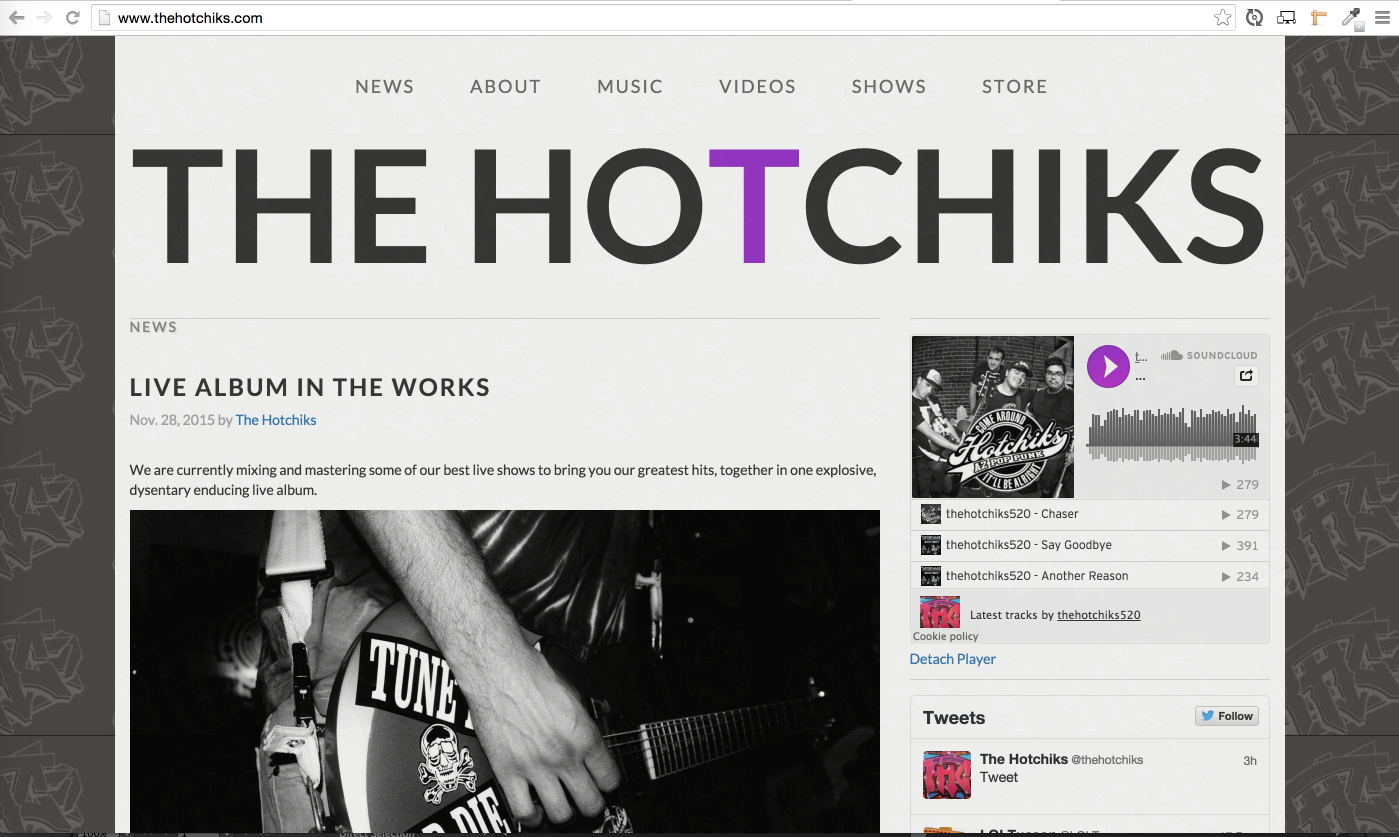 www.thehotchiks.com
NEWS ABOUT MUSIC VIDEOS SHOWS STORE
THE HOTCHIKS
NEWS
LIVE ALBUM IN THE WORKS
Nov. 28, 2015 by The Hotchiks
We are currently mixing and mastering some of our best live shows to bring you our greatest hits, together in one explosive,
dysentary enducing live album.
TUNE
DIE
COME AROUND
Hotchiks
AZ POP PUNK
IT'LL BE ALRIGHT
t...
...
SOUNDCLOUD
3:44
279
thehotchiks520 - Chaser 279
thehotchiks520 - Say Goodbye 391
thehotchiks520 - Another Reason 234
Latest tracks by thehotchiks520
Cookie policy
Detach Player
Tweets
Follow
The Hotchiks @thehotchiks 3h
Tweet
100%
Direct Selection